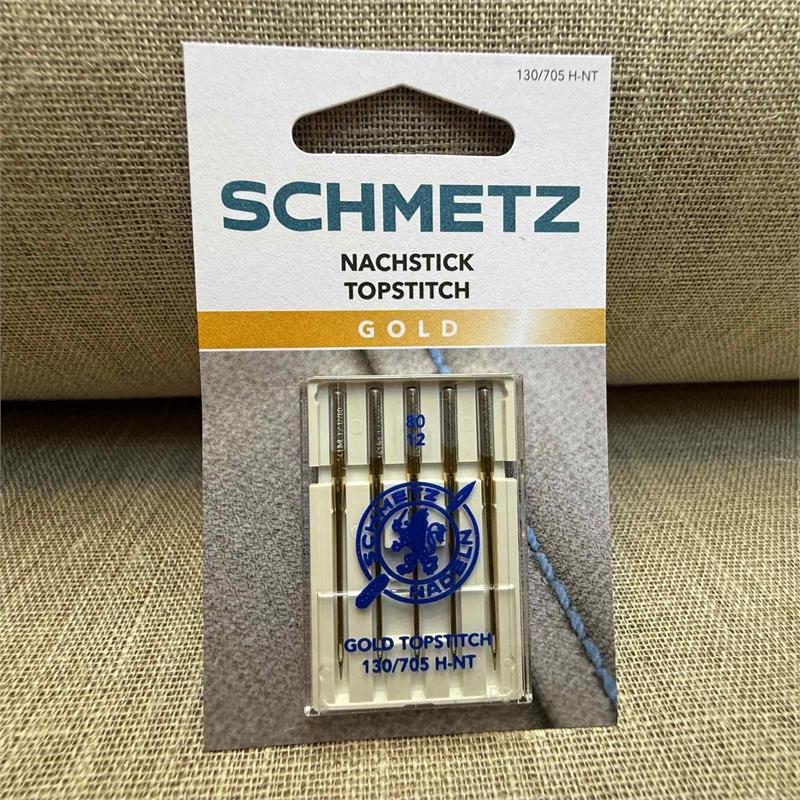 130/705 H-NT
SCHMETZ
NACHSTICK
TOPSTITCH
GOLD
80
12
SCHMETZ
NADELN
GOLD TOPSTITCH
130/705 H-NT